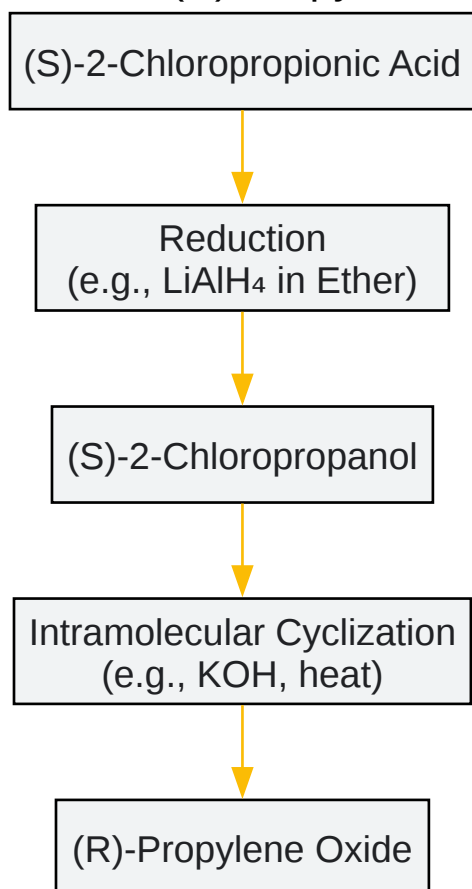 (S)-2-Chloropropionic Acid
Reduction
(e.g., LiAlH₄ in Ether)
(S)-2-Chloropropanol
Intramolecular Cyclization
(e.g., KOH, heat)
(R)-Propylene Oxide